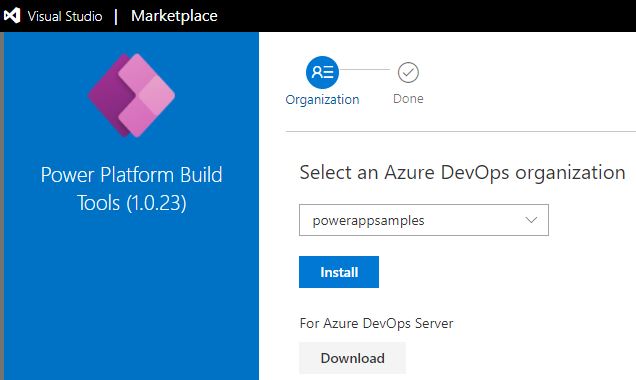 Visual Studio | Marketplace
Organization
Done
Power Platform Build
Tools (1.0.23)
Select an Azure DevOps organization
powerappsamples
Install
For Azure DevOps Server
Download